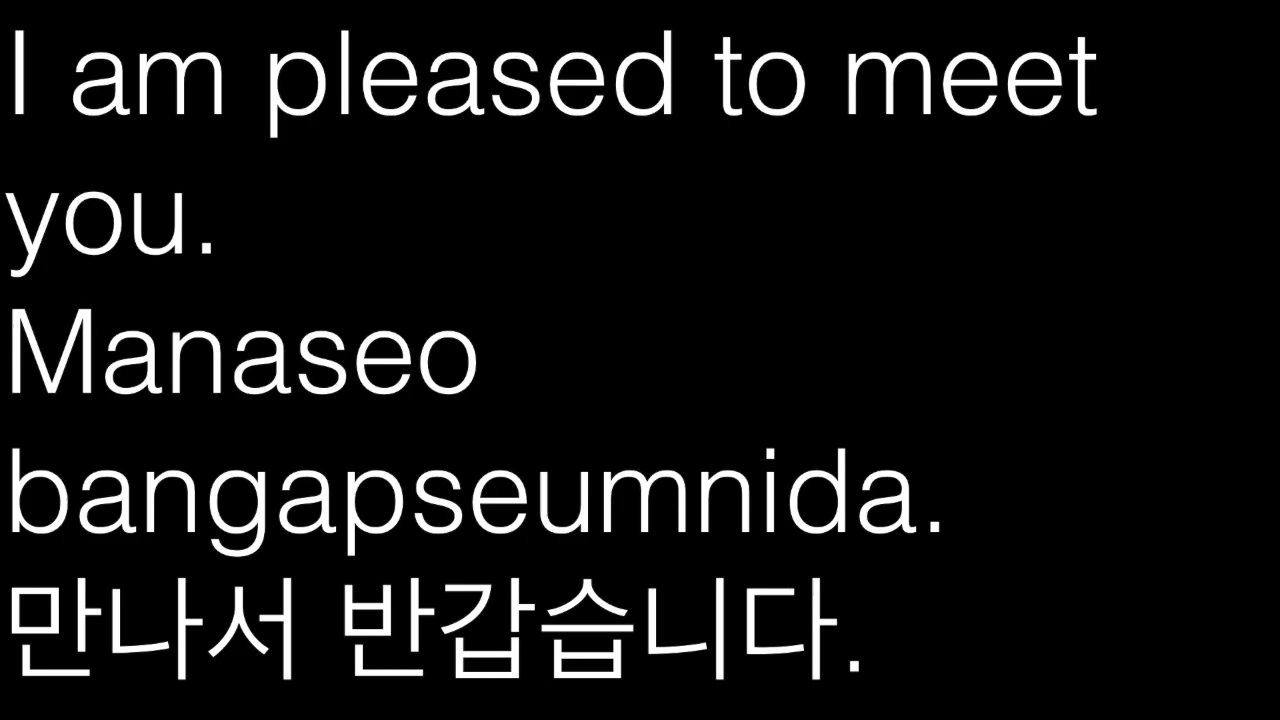 I am pleased to meet
you.
Manaseo
bangapseumnida.
만나서 반갑습니다.